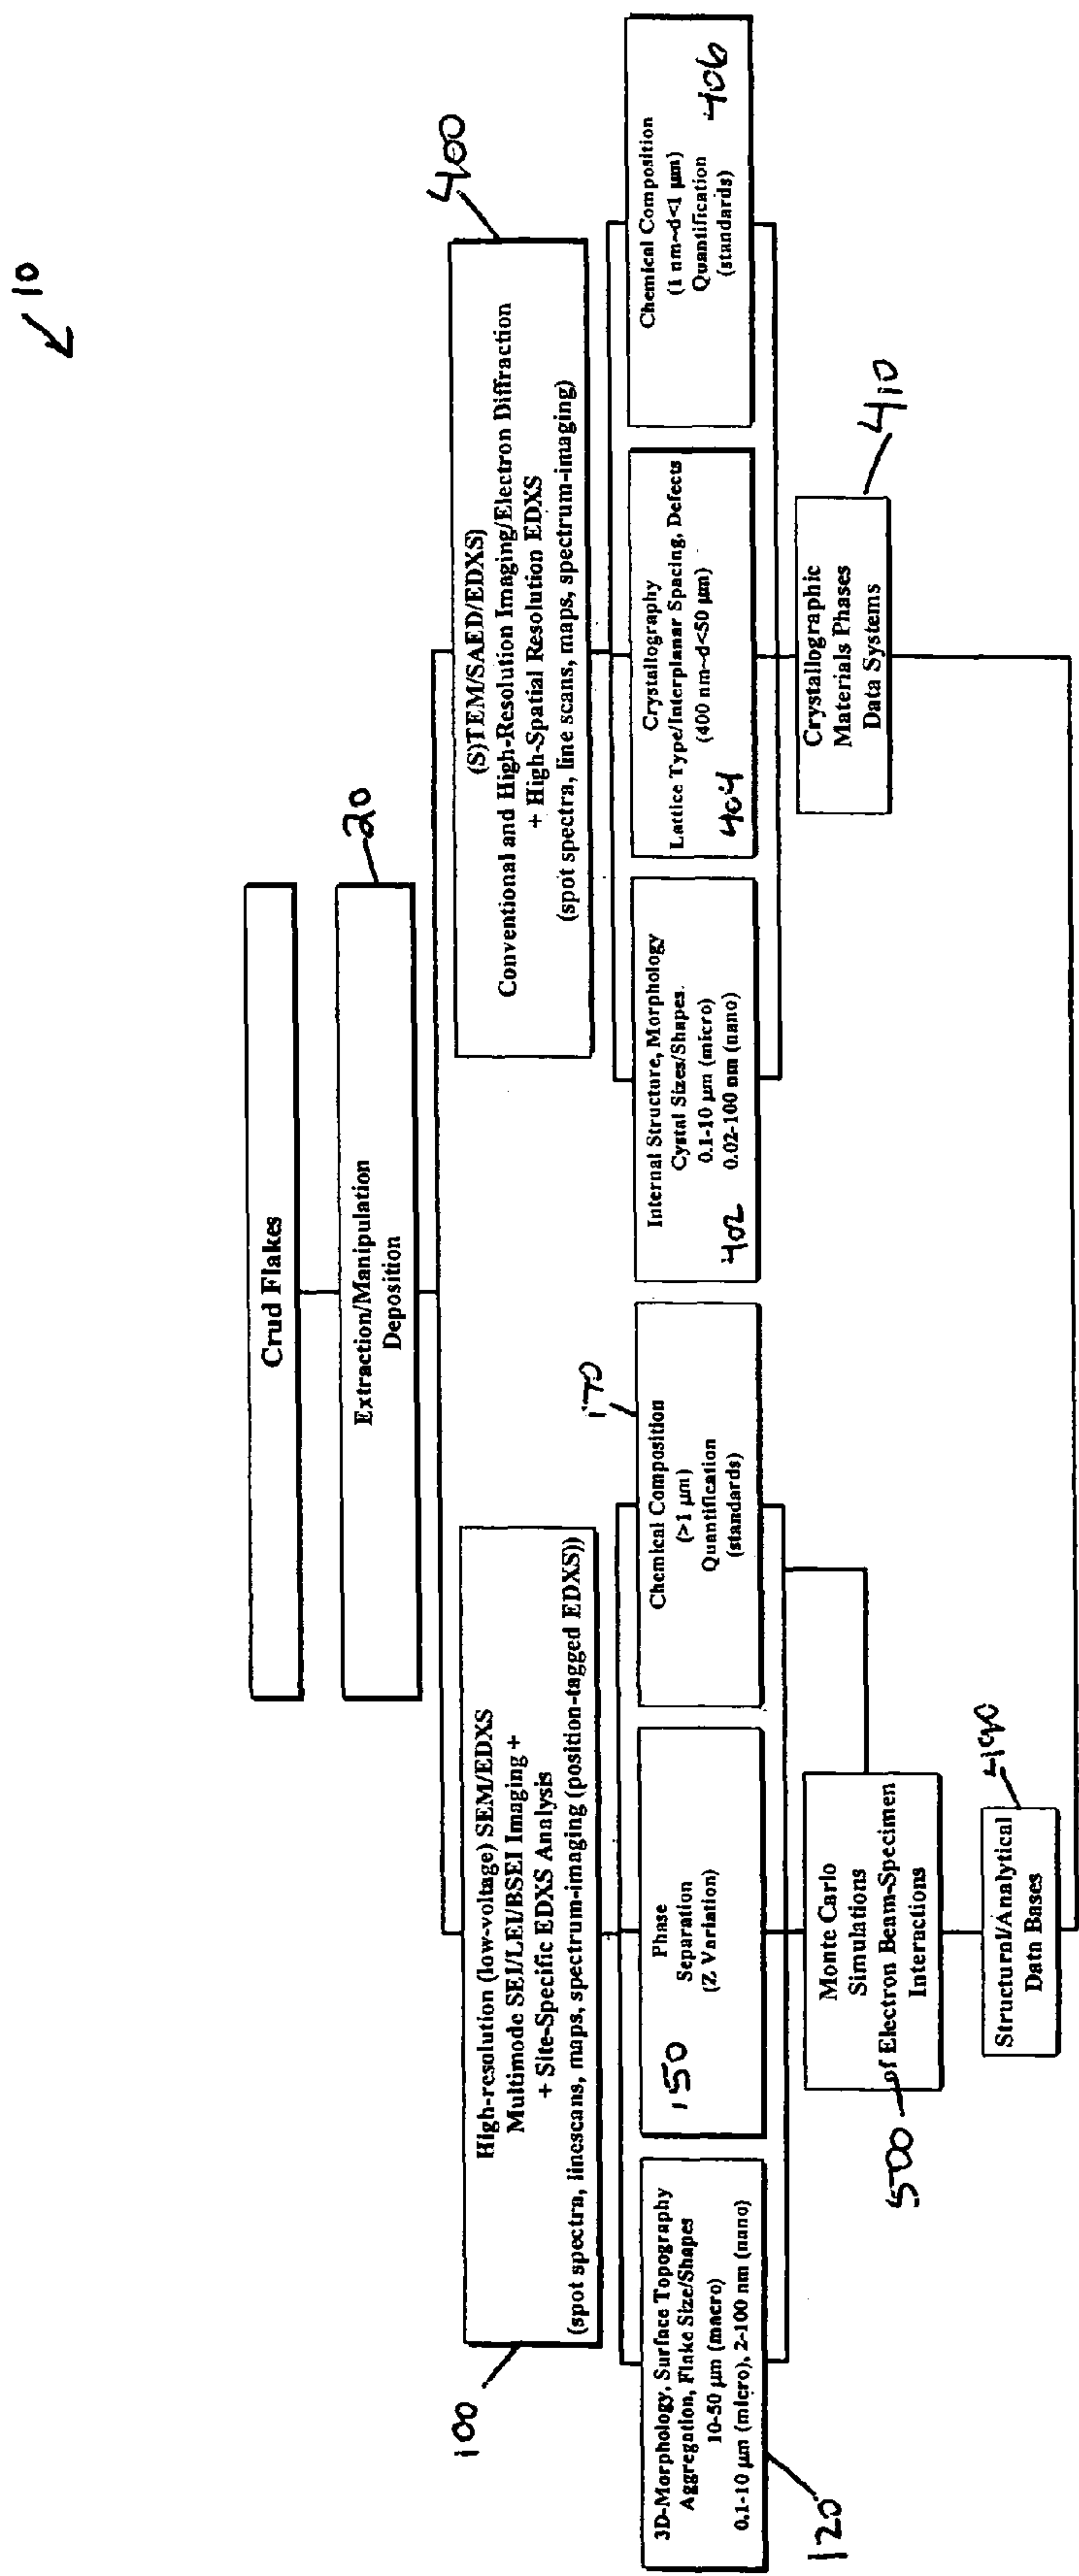 10
Crud Flakes
Extraction/Manipulation
Deposition
20
100
High-resolution (low-voltage) SEM/EDXS
Multimode SEI/LEI/BSEI Imaging +
+ Site-Specific EDXS Analysis
(spot spectra, linescans, maps, spectrum-imaging (position-tagged EDXS))
400
(S)TEM/SAED/EDXS)
Conventional and High-Resolution Imaging/Electron Diffraction
+ High-Spatial Resolution EDXS
(spot spectra, line scans, maps, spectrum-imaging)
3D-Morphology, Surface Topography
Aggregation, Flake Size/Shapes
10-50 µm (macro)
0.1-10 µm (micro), 2-100 nm (nano)
120
Phase
Separation
(Z Variation)
150
Chemical Composition
(>1 µm)
Quantification
(standards)
170
Internal Structure, Morphology
Cystal Sizes/Shapes.
0.1-10 µm (micro)
0.02-100 nm (nano)
402
Crystallography
Lattice Type/Interplanar Spacing, Defects
(400 nm~d<50 µm)
404
Chemical Composition
(1 nm~d<1 µm)
Quantification
(standards)
406
Monte Carlo
Simulations
of Electron Beam-Specimen
Interactions
500
Crystallographic
Materials Phases
Data Systems
410
Structural/Analytical
Data Bases